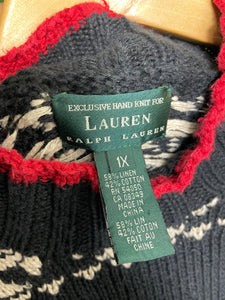 EXCLUSIVE HAND KNIT FOR
LAUREN
RALPH LAUREN
1X
58% LINEN
42% COTTON
RN 54050
CA 08349
MADE IN
CHINA
58% LIN
42% COTON
FAIT AU
CHINE